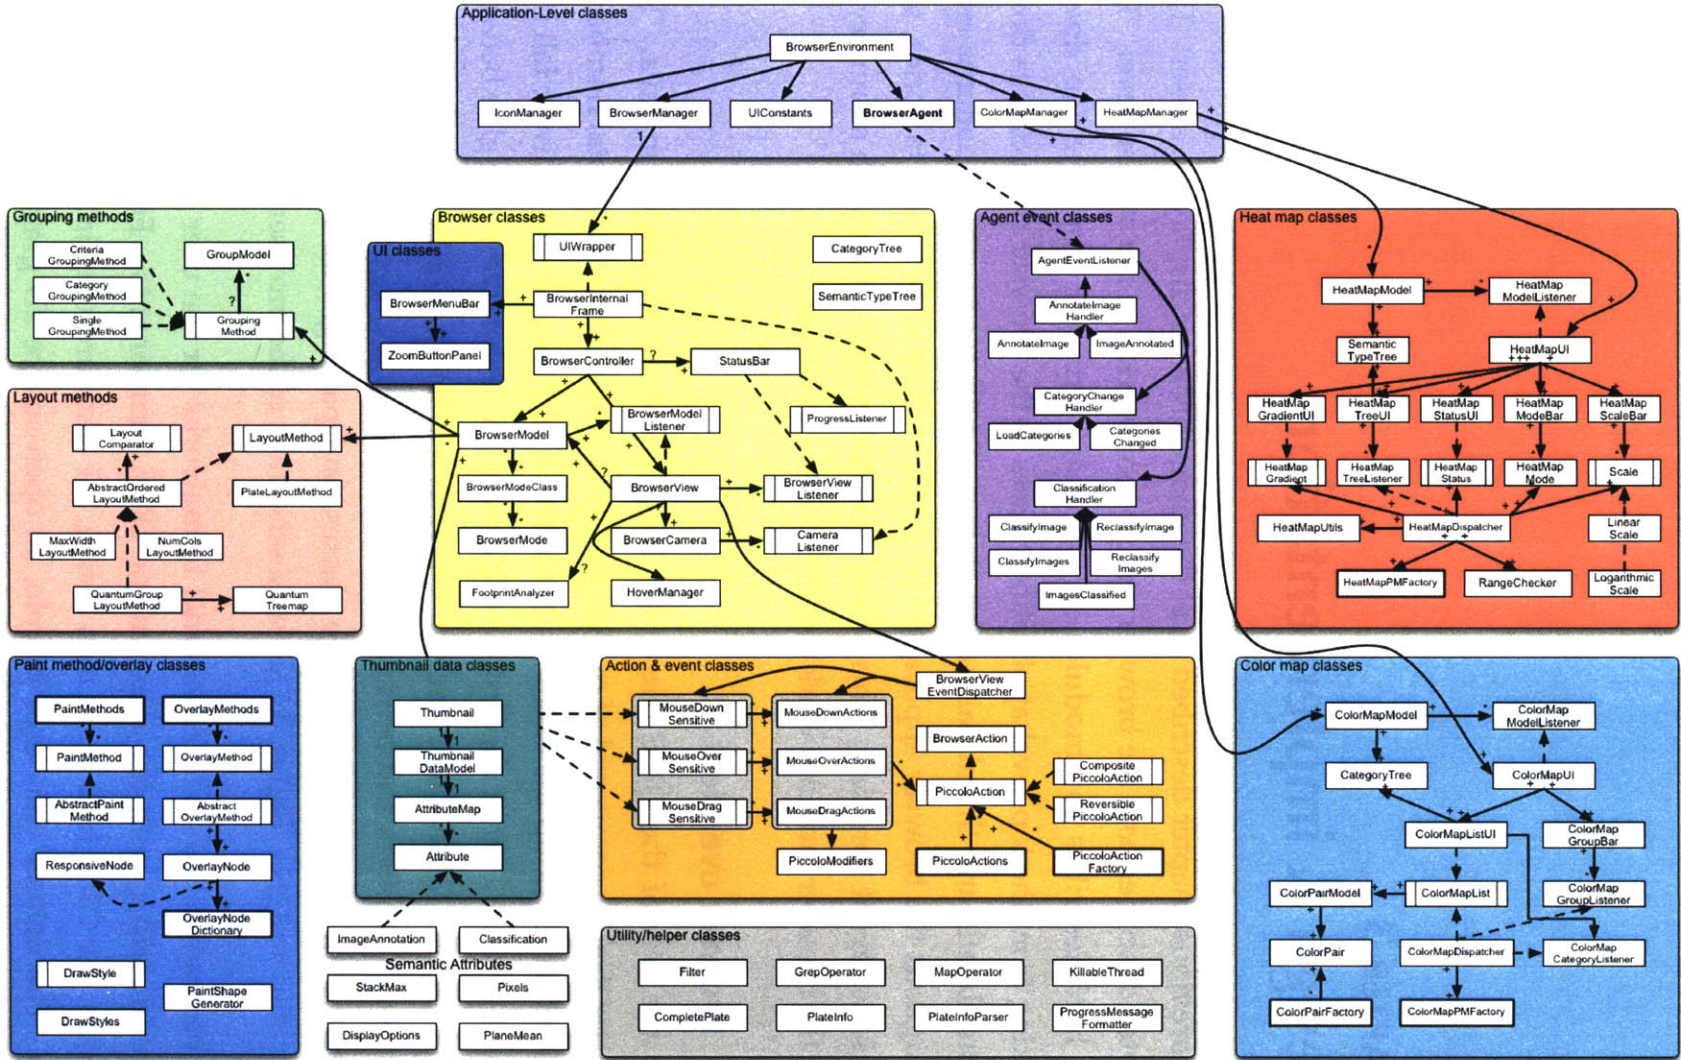 Application-Level classes
BrowserEnvironment
IconManager
BrowserManager
UIConstants
BrowserAgent
ColorMapManager
HeatMapManager
Grouping methods
Criteria
GroupingMethod
Category
GroupingMethod
Single
GroupingMethod
GroupModel
Grouping
Method
UI classes
BrowserMenuBar
ZoomButtonPanel
Browser classes
UIWrapper
CategoryTree
BrowserInternal
Frame
SemanticTypeTree
BrowserController
StatusBar
BrowserModel
Listener
ProgressListener
BrowserModel
BrowserModeClass
BrowserView
BrowserView
Listener
BrowserMode
BrowserCamera
Camera
Listener
FootprintAnalyzer
HoverManager
Agent event classes
AgentEventListener
AnnotateImage
Handler
AnnotateImage
ImageAnnotated
CategoryChange
Handler
LoadCategories
Categories
Changed
Classification
Handler
ClassifyImage
ReclassifyImage
ClassifyImages
Reclassify
Images
ImagesClassified
Heat map classes
HeatMapModel
HeatMap
ModelListener
Semantic
TypeTree
HeatMapUI
HeatMap
GradientUI
HeatMap
TreeUI
HeatMap
StatusUI
HeatMap
ModeBar
HeatMap
ScaleBar
HeatMap
Gradient
HeatMap
TreeListener
HeatMap
Status
HeatMap
Mode
Scale
HeatMapUtils
HeatMapDispatcher
Linear
Scale
HeatMapPMFactory
RangeChecker
Logarithmic
Scale
Layout methods
Layout
Comparator
LayoutMethod
AbstractOrdered
LayoutMethod
PlateLayoutMethod
MaxWidth
LayoutMethod
NumCols
LayoutMethod
QuantumGroup
LayoutMethod
Quantum
Treemap
Paint method/overlay classes
PaintMethods
OverlayMethods
PaintMethod
OverlayMethod
AbstractPaint
Method
Abstract
OverlayMethod
ResponsiveNode
OverlayNode
OverlayNode
Dictionary
DrawStyle
PaintShape
Generator
DrawStyles
Thumbnail data classes
Thumbnail
Thumbnail
DataModel
AttributeMap
Attribute
ImageAnnotation
Classification
Semantic Attributes
StackMax
Pixels
DisplayOptions
PlaneMean
Action & event classes
BrowserView
EventDispatcher
MouseDown
Sensitive
MouseDownActions
BrowserAction
MouseOver
Sensitive
MouseOverActions
Composite
PiccoloAction
PiccoloAction
MouseDrag
Sensitive
MouseDragActions
Reversible
PiccoloAction
PiccoloModifiers
PiccoloActions
PiccoloAction
Factory
Utility/helper classes
Filter
GrepOperator
MapOperator
KillableThread
CompletePlate
PlateInfo
PlateInfoParser
ProgressMessage
Formatter
Color map classes
ColorMapModel
ColorMap
ModelListener
CategoryTree
ColorMapUI
ColorMapListUI
ColorMap
GroupBar
ColorPairModel
ColorMapList
ColorMap
GroupListener
ColorPair
ColorMapDispatcher
ColorMap
CategoryListener
ColorPairFactory
ColorMapPMFactory